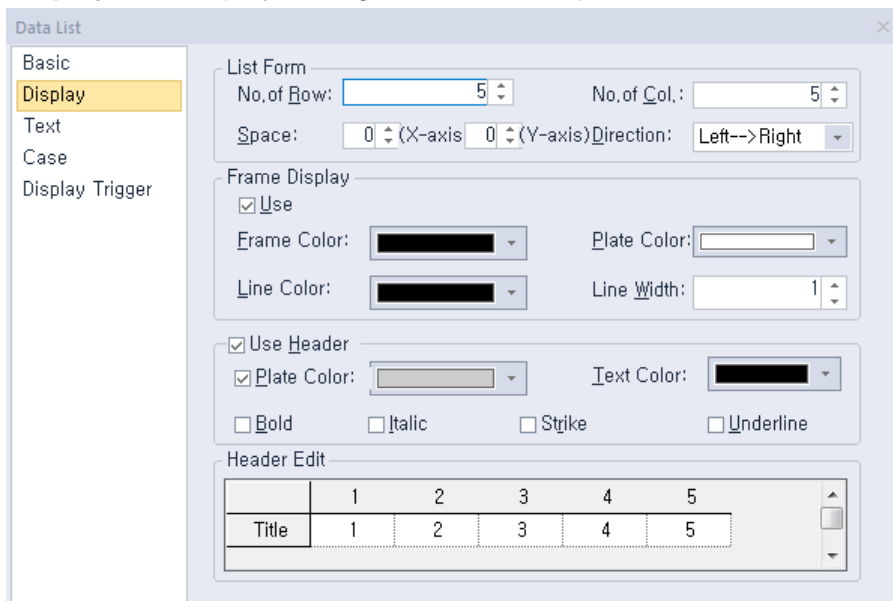 Data List
Basic
Display
Text
Case
Display Trigger
List Form
No.of Row: 5 No.of Col.: 5
Space: 0 (X-axis 0 (Y-axis) Direction: Left-->Right
Frame Display
Use
Frame Color: Plate Color:
Line Color: Line Width: 1
Use Header
Plate Color: Text Color:
Bold Italic Strike Underline
Header Edit
1 2 3 4 5
Title 1 2 3 4 5